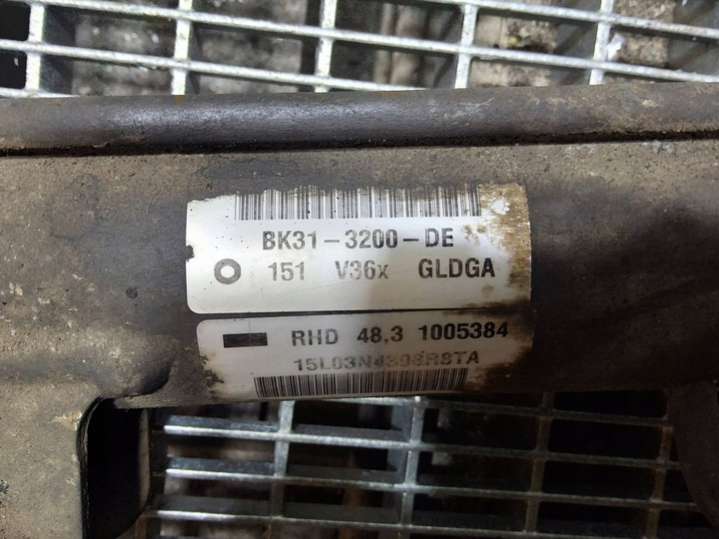 BK31-3200-DE
151 V36x GLDGA
RHD 48,3 1005384